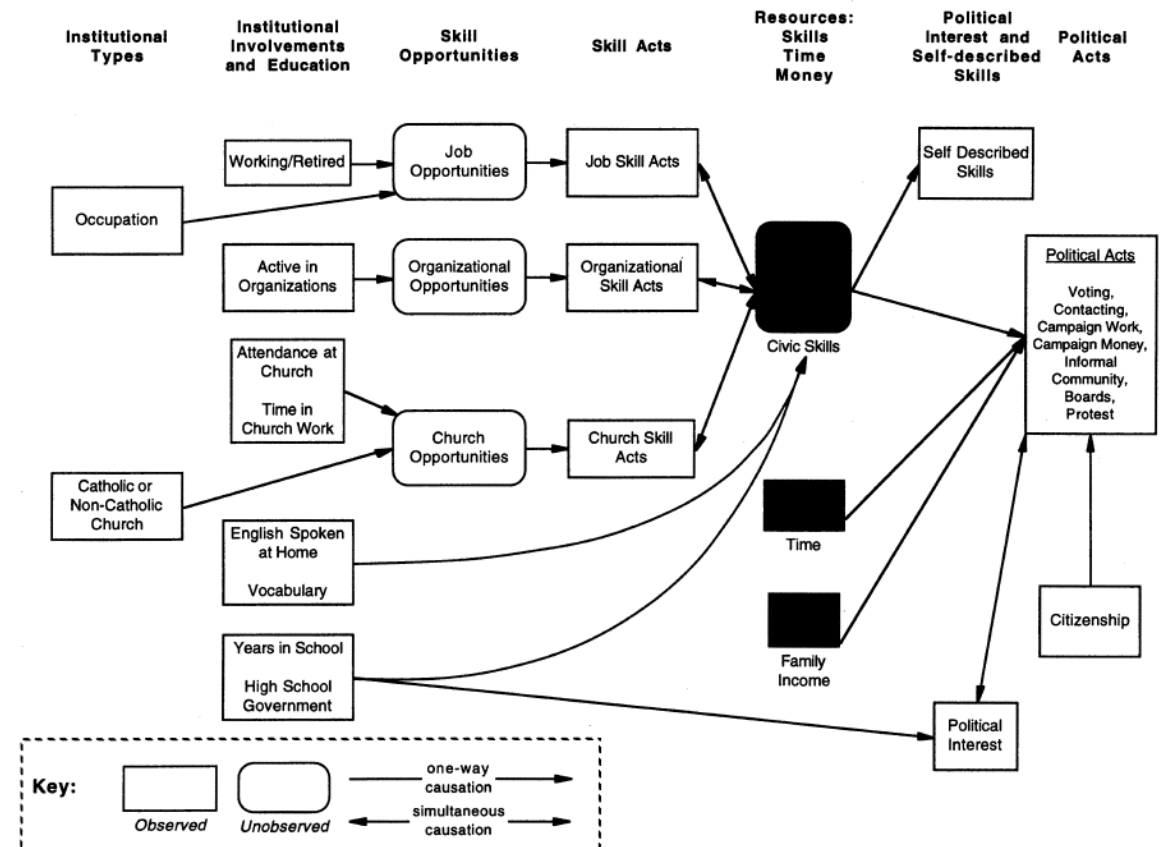 Institutional
Types
Institutional
Involvements
and Education
Skill
Opportunities
Skill Acts
Resources:
Skills
Time
Money
Political
Interest and
Self-described
Skills
Political
Acts
Working/Retired
Job
Opportunities
Job Skill Acts
Self Described
Skills
Occupation
Active in
Organizations
Organizational
Opportunities
Organizational
Skill Acts
Civic Skills
Political Acts
Voting,
Contacting,
Campaign Work,
Campaign Money,
Informal
Community,
Boards,
Protest
Attendance at
Church
Time in
Church Work
Church
Opportunities
Church Skill
Acts
Catholic or
Non-Catholic
Church
English Spoken
at Home
Vocabulary
Time
Years in School
High School
Government
Family
Income
Citizenship
Political
Interest
Key:
Observed
Unobserved
one-way
causation
simultaneous
causation